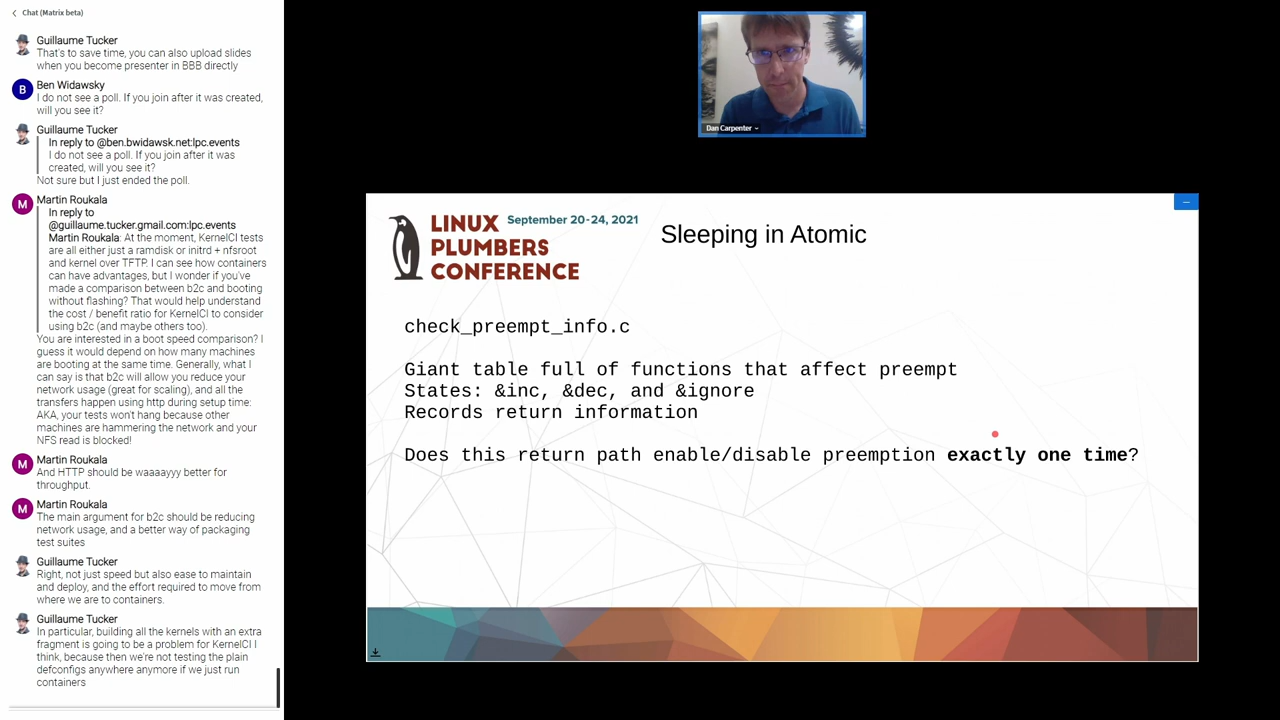 Chat (Matrix beta)
Guillaume Tucker
That's to save time, you can also upload slides
when you become presenter in BBB directly
B
Ben Widawsky
I do not see a poll. If you join after it was created,
will you see it?
Guillaume Tucker
In reply to @ben.bwidawsk.net:lpc.events
I do not see a poll. If you join after it was
created, will you see it?
Not sure but I just ended the poll.
M
Martin Roukala
In reply to
@guillaume.tucker.gmail.com:lpc.events
Martin Roukala: At the moment, KernelCI tests
are all either just a ramdisk or initrd + nfsroot
and kernel over TFTP. I can see how containers
can have advantages, but I wonder if you've
made a comparison between b2c and booting
without flashing? That would help understand
the cost / benefit ratio for KernelCI to consider
using b2c (and maybe others too).
You are interested in a boot speed comparison? I
guess it would depend on how many machines
are booting at the same time. Generally, what I
can say is that b2c will allow you reduce your
network usage (great for scaling), and all the
transfers happen using http during setup time:
AKA, your tests won't hang because other
machines are hammering the network and your
NFS read is blocked!
M
Martin Roukala
And HTTP should be waaaayyy better for
throughput.
M
Martin Roukala
The main argument for b2c should be reducing
network usage, and a better way of packaging
test suites
Guillaume Tucker
Right, not just speed but also ease to maintain
and deploy, and the effort required to move from
where we are to containers.
Guillaume Tucker
In particular, building all the kernels with an extra
fragment is going to be a problem for KernelCI I
think, because then we're not testing the plain
defconfigs anywhere anymore if we just run
containers
Dan Carpenter
LINUX
PLUMBERS
CONFERENCE
September 20-24, 2021
Sleeping in Atomic
check_preempt_info.c
Giant table full of functions that affect preempt
States: &inc, &dec, and &ignore
Records return information
Does this return path enable/disable preemption exactly one time?